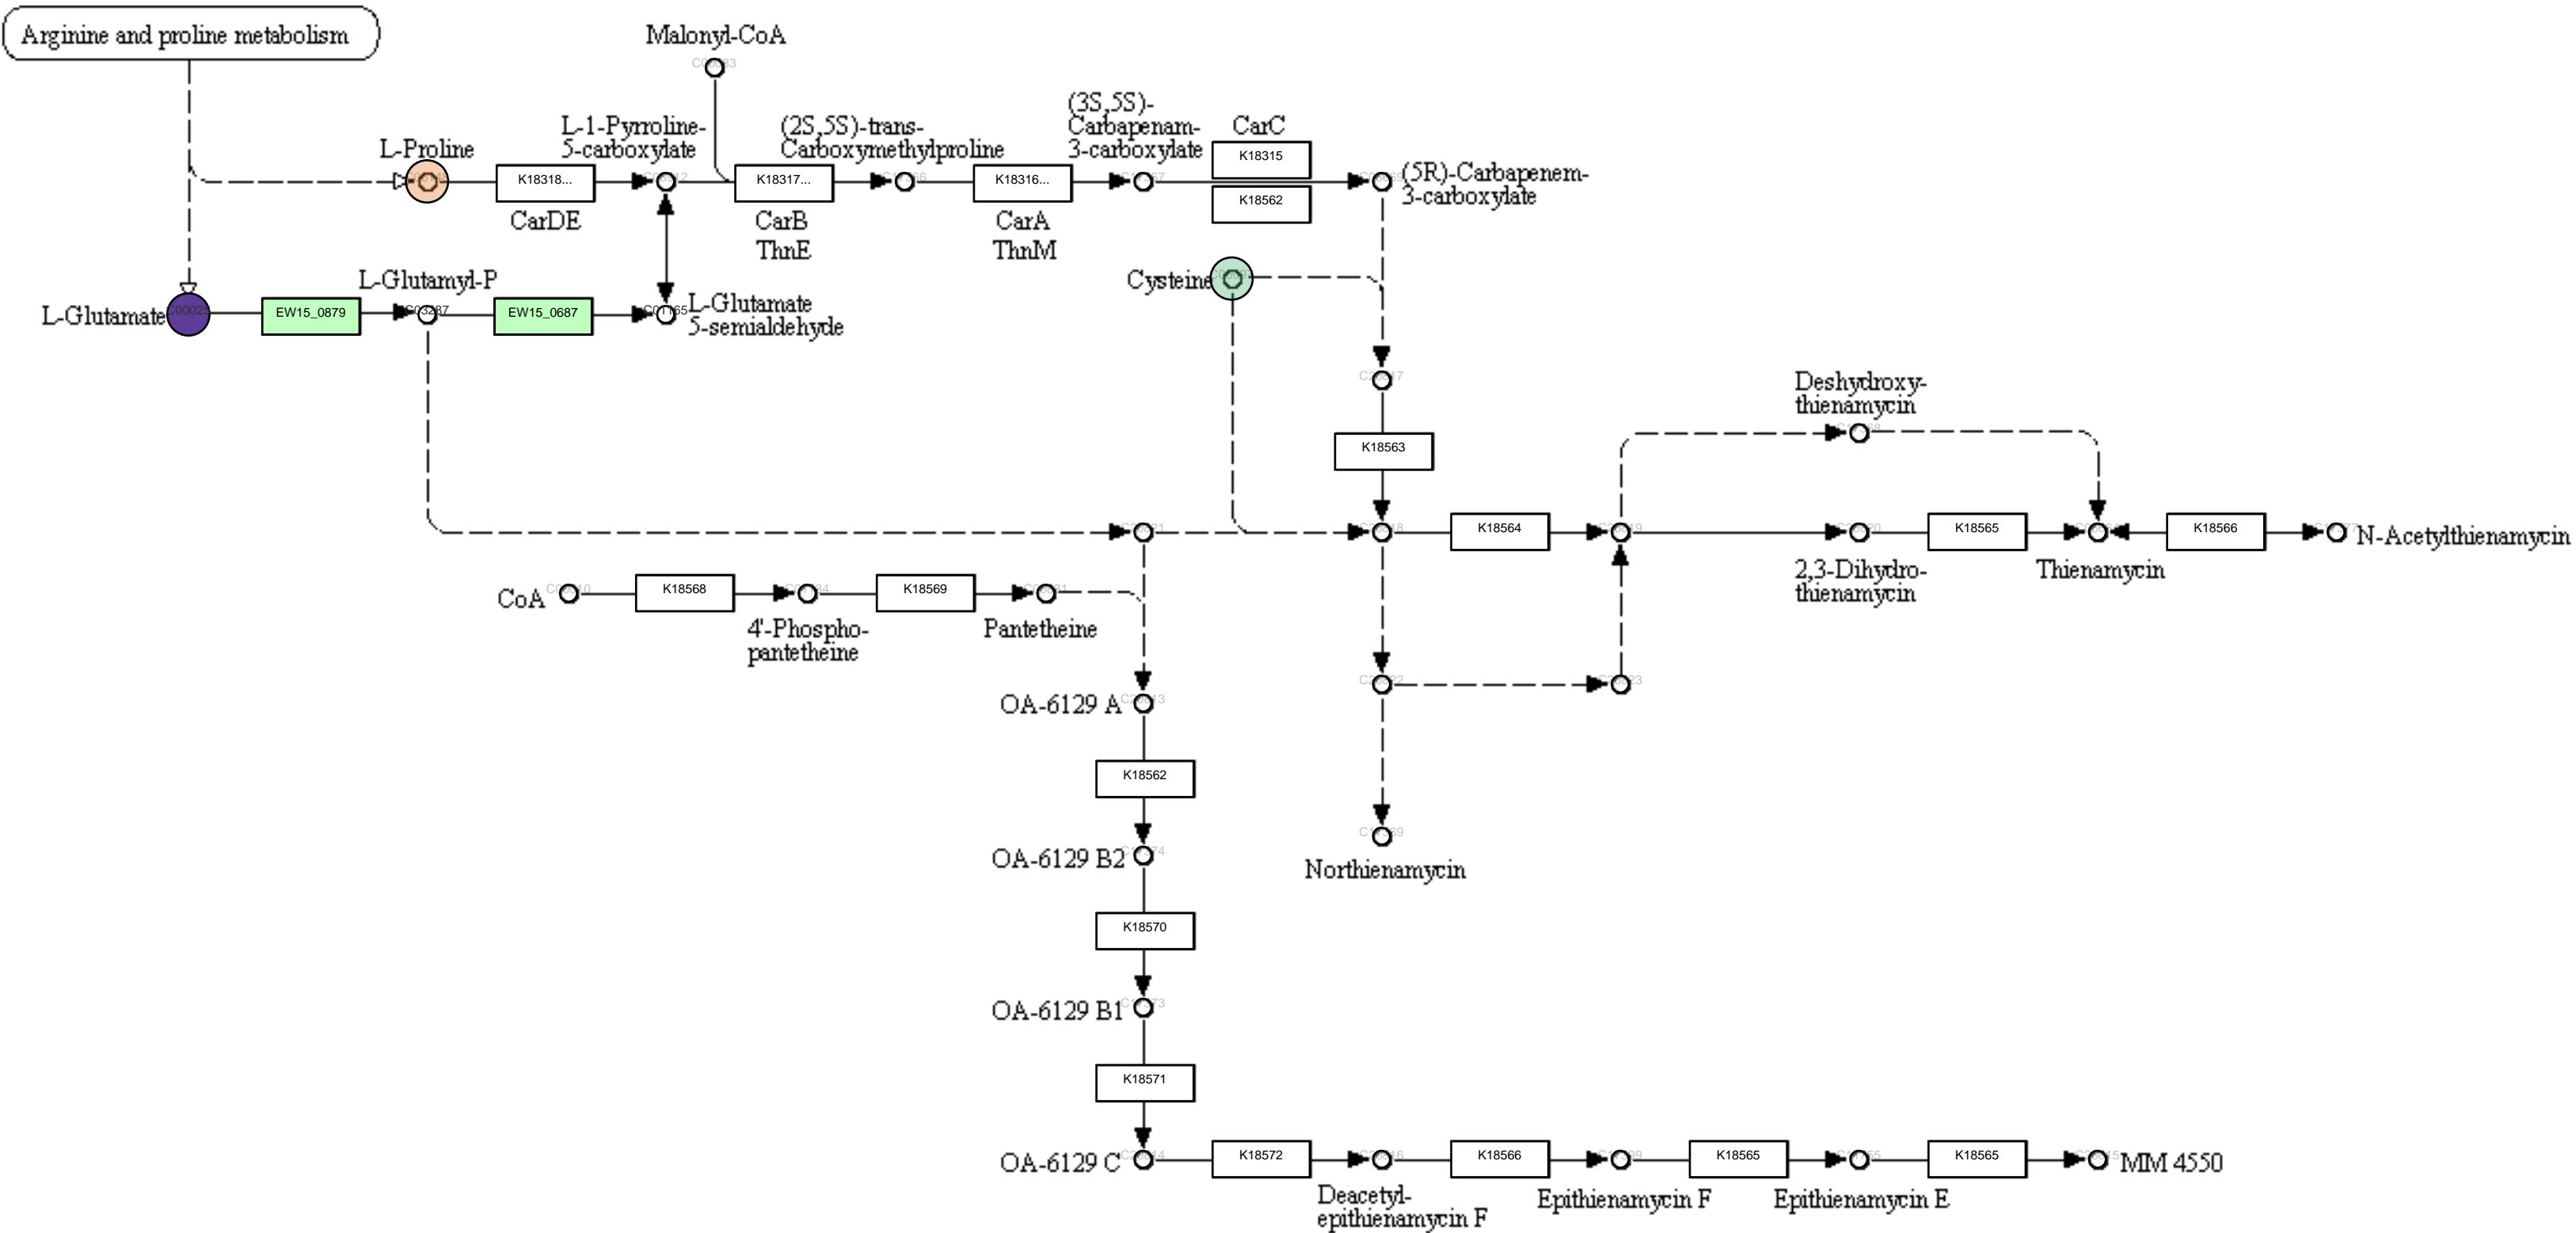 Arginine and proline metabolism
Malonyl-CoA
L-Proline
L-1-Pyrroline-
5-carboxylate
(2S,5S)-trans-
Carboxymethylproline
(3S,5S)-
Carbapenam-
3-carboxylate
CarC
K18315
K18562
K18318...
K18317...
K18316...
(5R)-Carbapenem-
3-carboxylate
CarDE
CarB
ThnE
CarA
ThnM
Cysteine
L-Glutamyl-P
L-Glutamate
EW15_0879
EW15_0687
L-Glutamate
5-semialdehyde
K18563
Deshydroxy-
thienamycin
K18564
K18565
K18566
N-Acetylthienamycin
2,3-Dihydro-
thienamycin
Thienamycin
CoA
K18568
K18569
4'-Phospho-
pantetheine
Pantetheine
OA-6129 A
K18562
OA-6129 B2
Northienamycin
K18570
OA-6129 B1
K18571
OA-6129 C
K18572
K18566
K18565
K18565
MM 4550
Deacetyl-
epithienamycin F
Epithienamycin F
Epithienamycin E